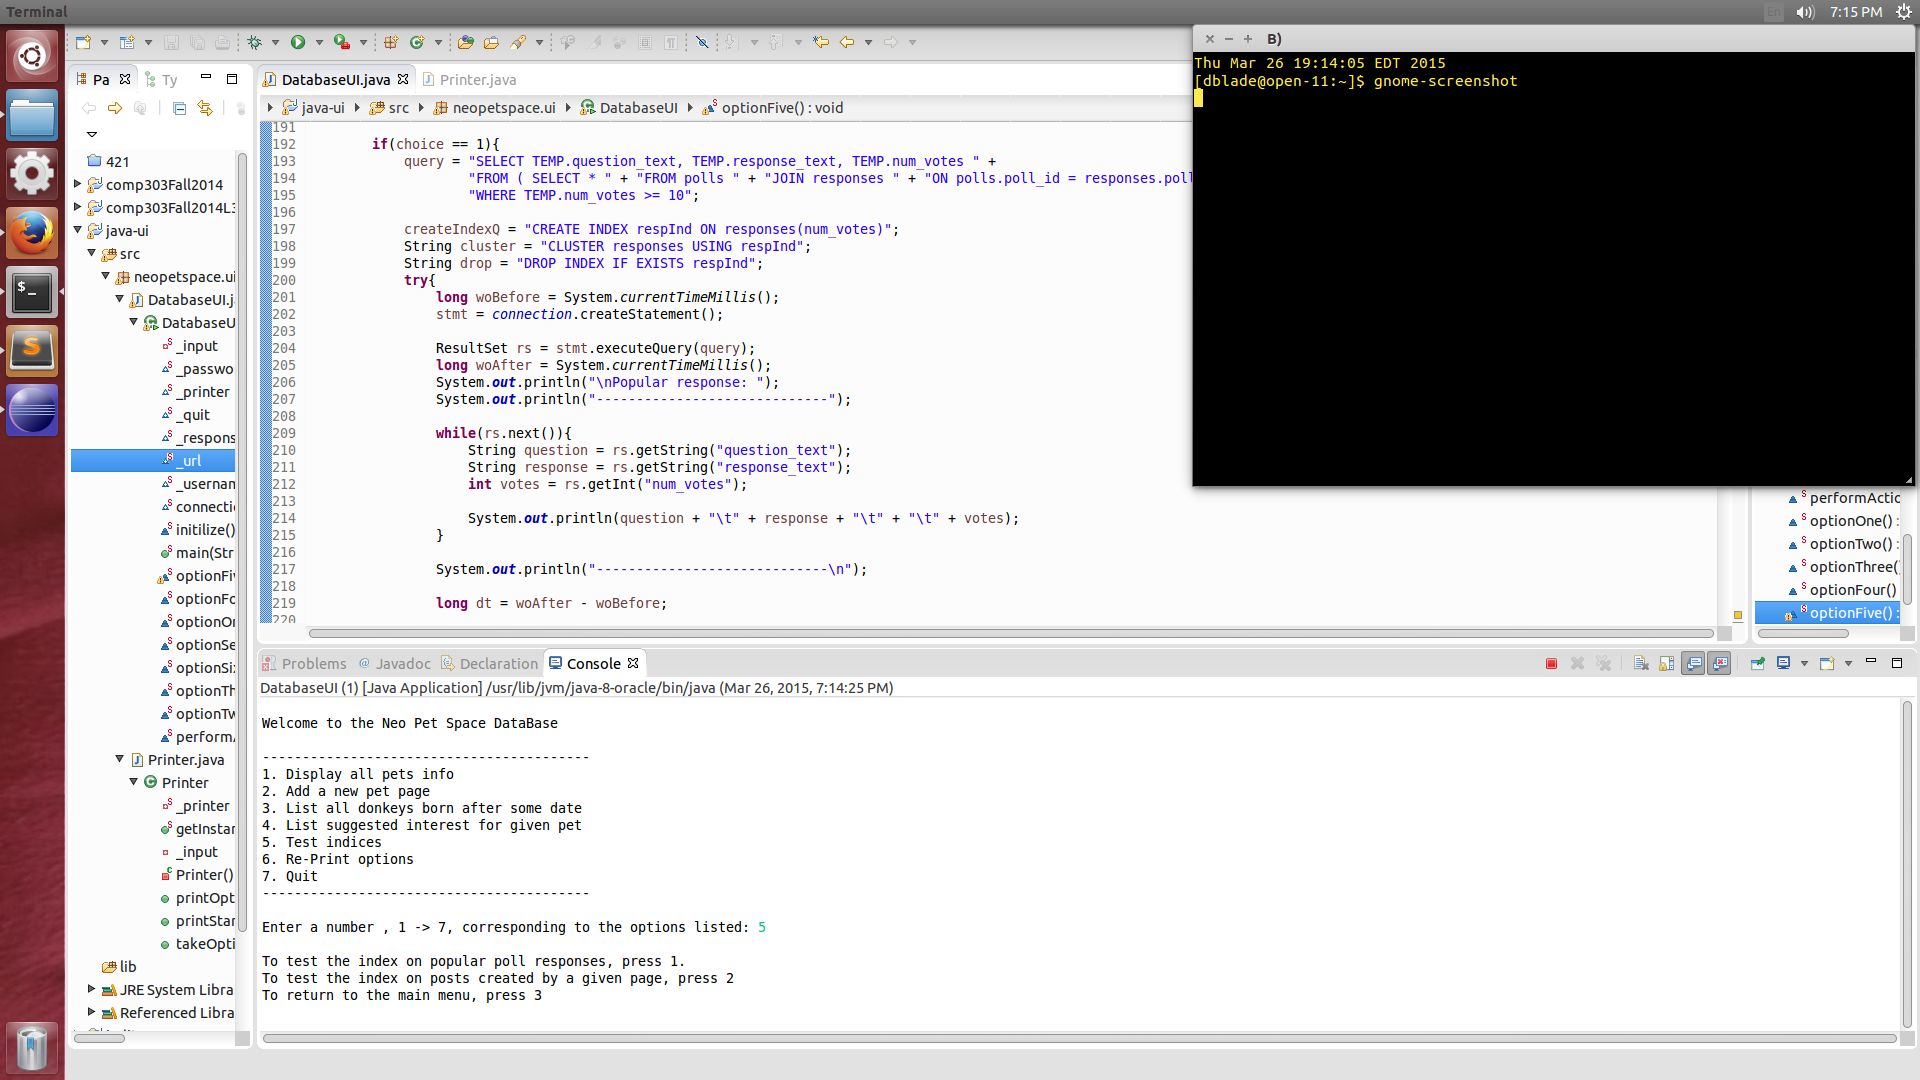 Terminal
En
7:15 PM
Pa
Ty
421
comp303Fall2014
comp303Fall2014L3
java-ui
src
neopetspace.ui
DatabaseUI.j
DatabaseU
_input
_passwo
_printer
_quit
_respons
_url
_usernam
connectio
initilize()
main(Str
optionFiv
optionFo
optionOn
optionSe
optionSix
optionTh
optionTw
performA
Printer.java
Printer
_printer
getInstan
_input
Printer()
printOpt
printStar
takeOpti
lib
JRE System Libra
Referenced Libra
DatabaseUI.java
Printer.java
java-ui
src
neopetspace.ui
DatabaseUI
optionFive() : void
191
192 if(choice == 1){
193 query = "SELECT TEMP.question_text, TEMP.response_text, TEMP.num_votes " +
194 "FROM ( SELECT * " + "FROM polls " + "JOIN responses " + "ON polls.poll_id = responses.poll
195 "WHERE TEMP.num_votes >= 10";
196
197 createIndexQ = "CREATE INDEX respInd ON responses(num_votes)";
198 String cluster = "CLUSTER responses USING respInd";
199 String drop = "DROP INDEX IF EXISTS respInd";
200 try{
201 long woBefore = System.currentTimeMillis();
202 stmt = connection.createStatement();
203
204 ResultSet rs = stmt.executeQuery(query);
205 long woAfter = System.currentTimeMillis();
206 System.out.println("\nPopular response: ");
207 System.out.println("-----------------------------");
208
209 while(rs.next()){
210 String question = rs.getString("question_text");
211 String response = rs.getString("response_text");
212 int votes = rs.getInt("num_votes");
213
214 System.out.println(question + "\t" + response + "\t" + "\t" + votes);
215 }
216
217 System.out.println("-----------------------------\n");
218
219 long dt = woAfter - woBefore;
220
B)
Thu Mar 26 19:14:05 EDT 2015
[dblade@open-11:~]$ gnome-screenshot
performActio
optionOne() :
optionTwo() :
optionThree()
optionFour()
optionFive() :
Problems
@ Javadoc
Declaration
Console
DatabaseUI (1) [Java Application] /usr/lib/jvm/java-8-oracle/bin/java (Mar 26, 2015, 7:14:25 PM)
Welcome to the Neo Pet Space DataBase
-----------------------------------------
1. Display all pets info
2. Add a new pet page
3. List all donkeys born after some date
4. List suggested interest for given pet
5. Test indices
6. Re-Print options
7. Quit
-----------------------------------------
Enter a number , 1 -> 7, corresponding to the options listed: 5
To test the index on popular poll responses, press 1.
To test the index on posts created by a given page, press 2
To return to the main menu, press 3